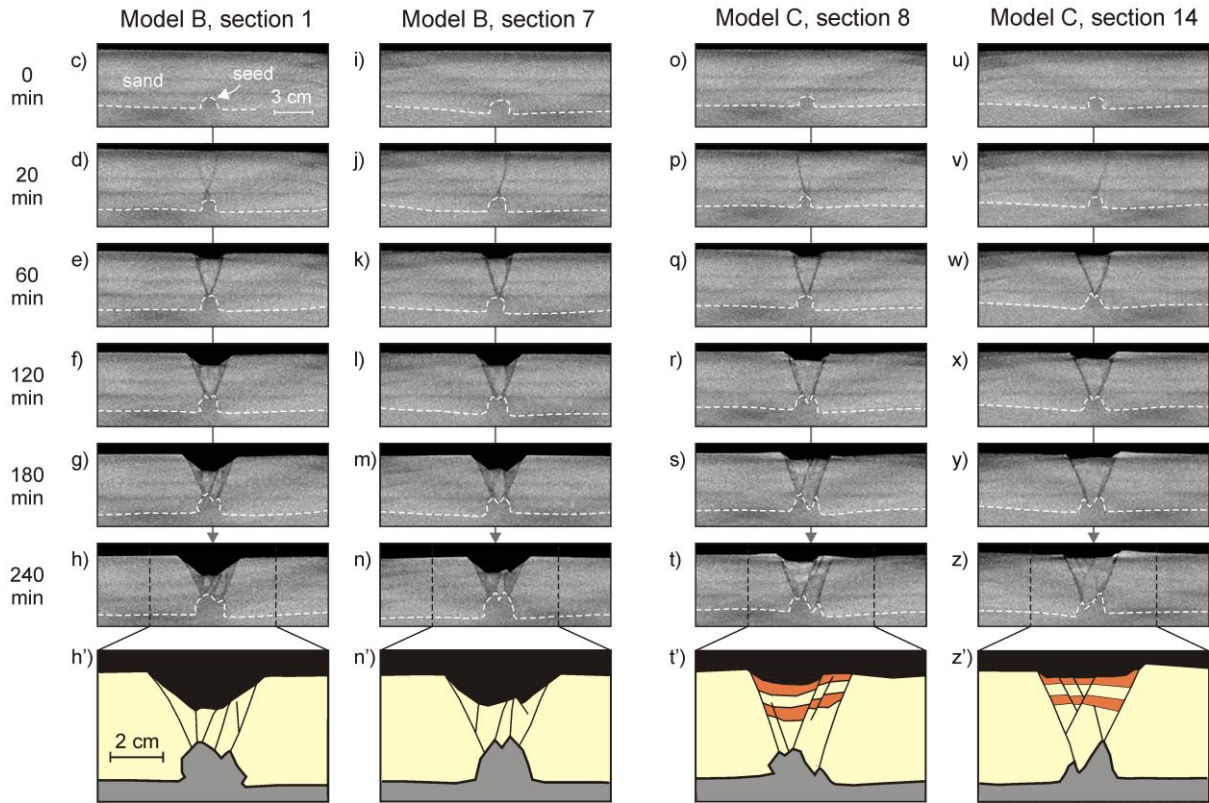 Model B, section 1
Model B, section 7
Model C, section 8
Model C, section 14
0
min
c)
sand
seed
3 cm
i)
o)
u)
20
min
d)
j)
p)
v)
60
min
e)
k)
q)
w)
120
min
f)
l)
r)
x)
180
min
g)
m)
s)
y)
240
min
h)
n)
t)
z)
h')
2 cm
n')
t')
z')